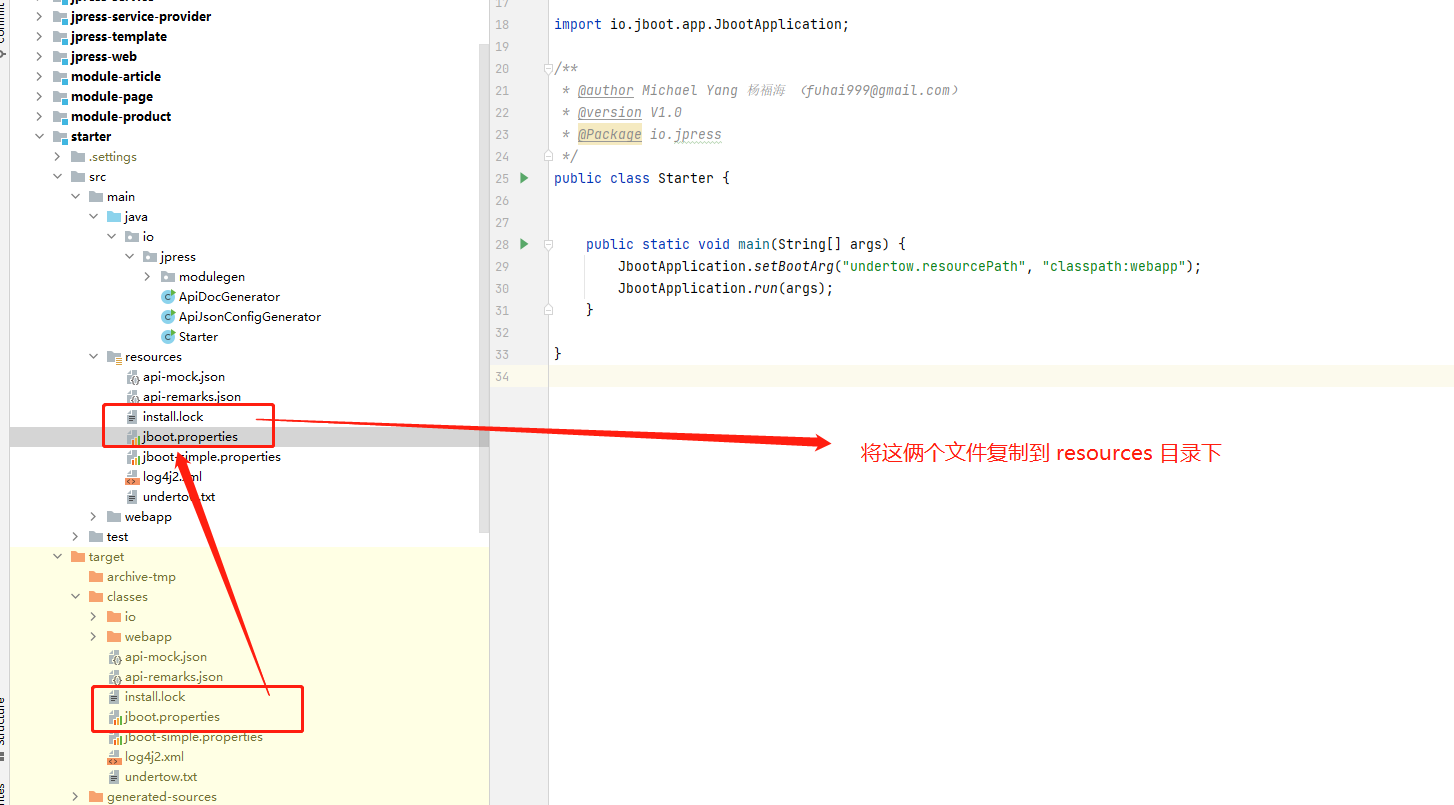 jpress-service-provider
jpress-template
jpress-web
module-article
module-page
module-product
starter
.settings
src
main
java
io
jpress
modulegen
ApiDocGenerator
ApiJsonConfigGenerator
Starter
resources
api-mock.json
api-remarks.json
install.lock
jboot.properties
jboot-simple.properties
log4j2.xml
undertow.txt
webapp
test
target
archive-tmp
classes
io
webapp
api-mock.json
api-remarks.json
install.lock
jboot.properties
jboot-simple.properties
log4j2.xml
undertow.txt
generated-sources
17
18 import io.jboot.app.JbootApplication;
19
20 /**
21 * @author Michael Yang 杨福海 （fuhai999@gmail.com）
22 * @version V1.0
23 * @Package io.jpress
24 */
25 public class Starter {
26
27
28 public static void main(String[] args) {
29 JbootApplication.setBootArg("undertow.resourcePath", "classpath:webapp");
30 JbootApplication.run(args);
31 }
32
33 }
34
将这俩个文件复制到 resources 目录下